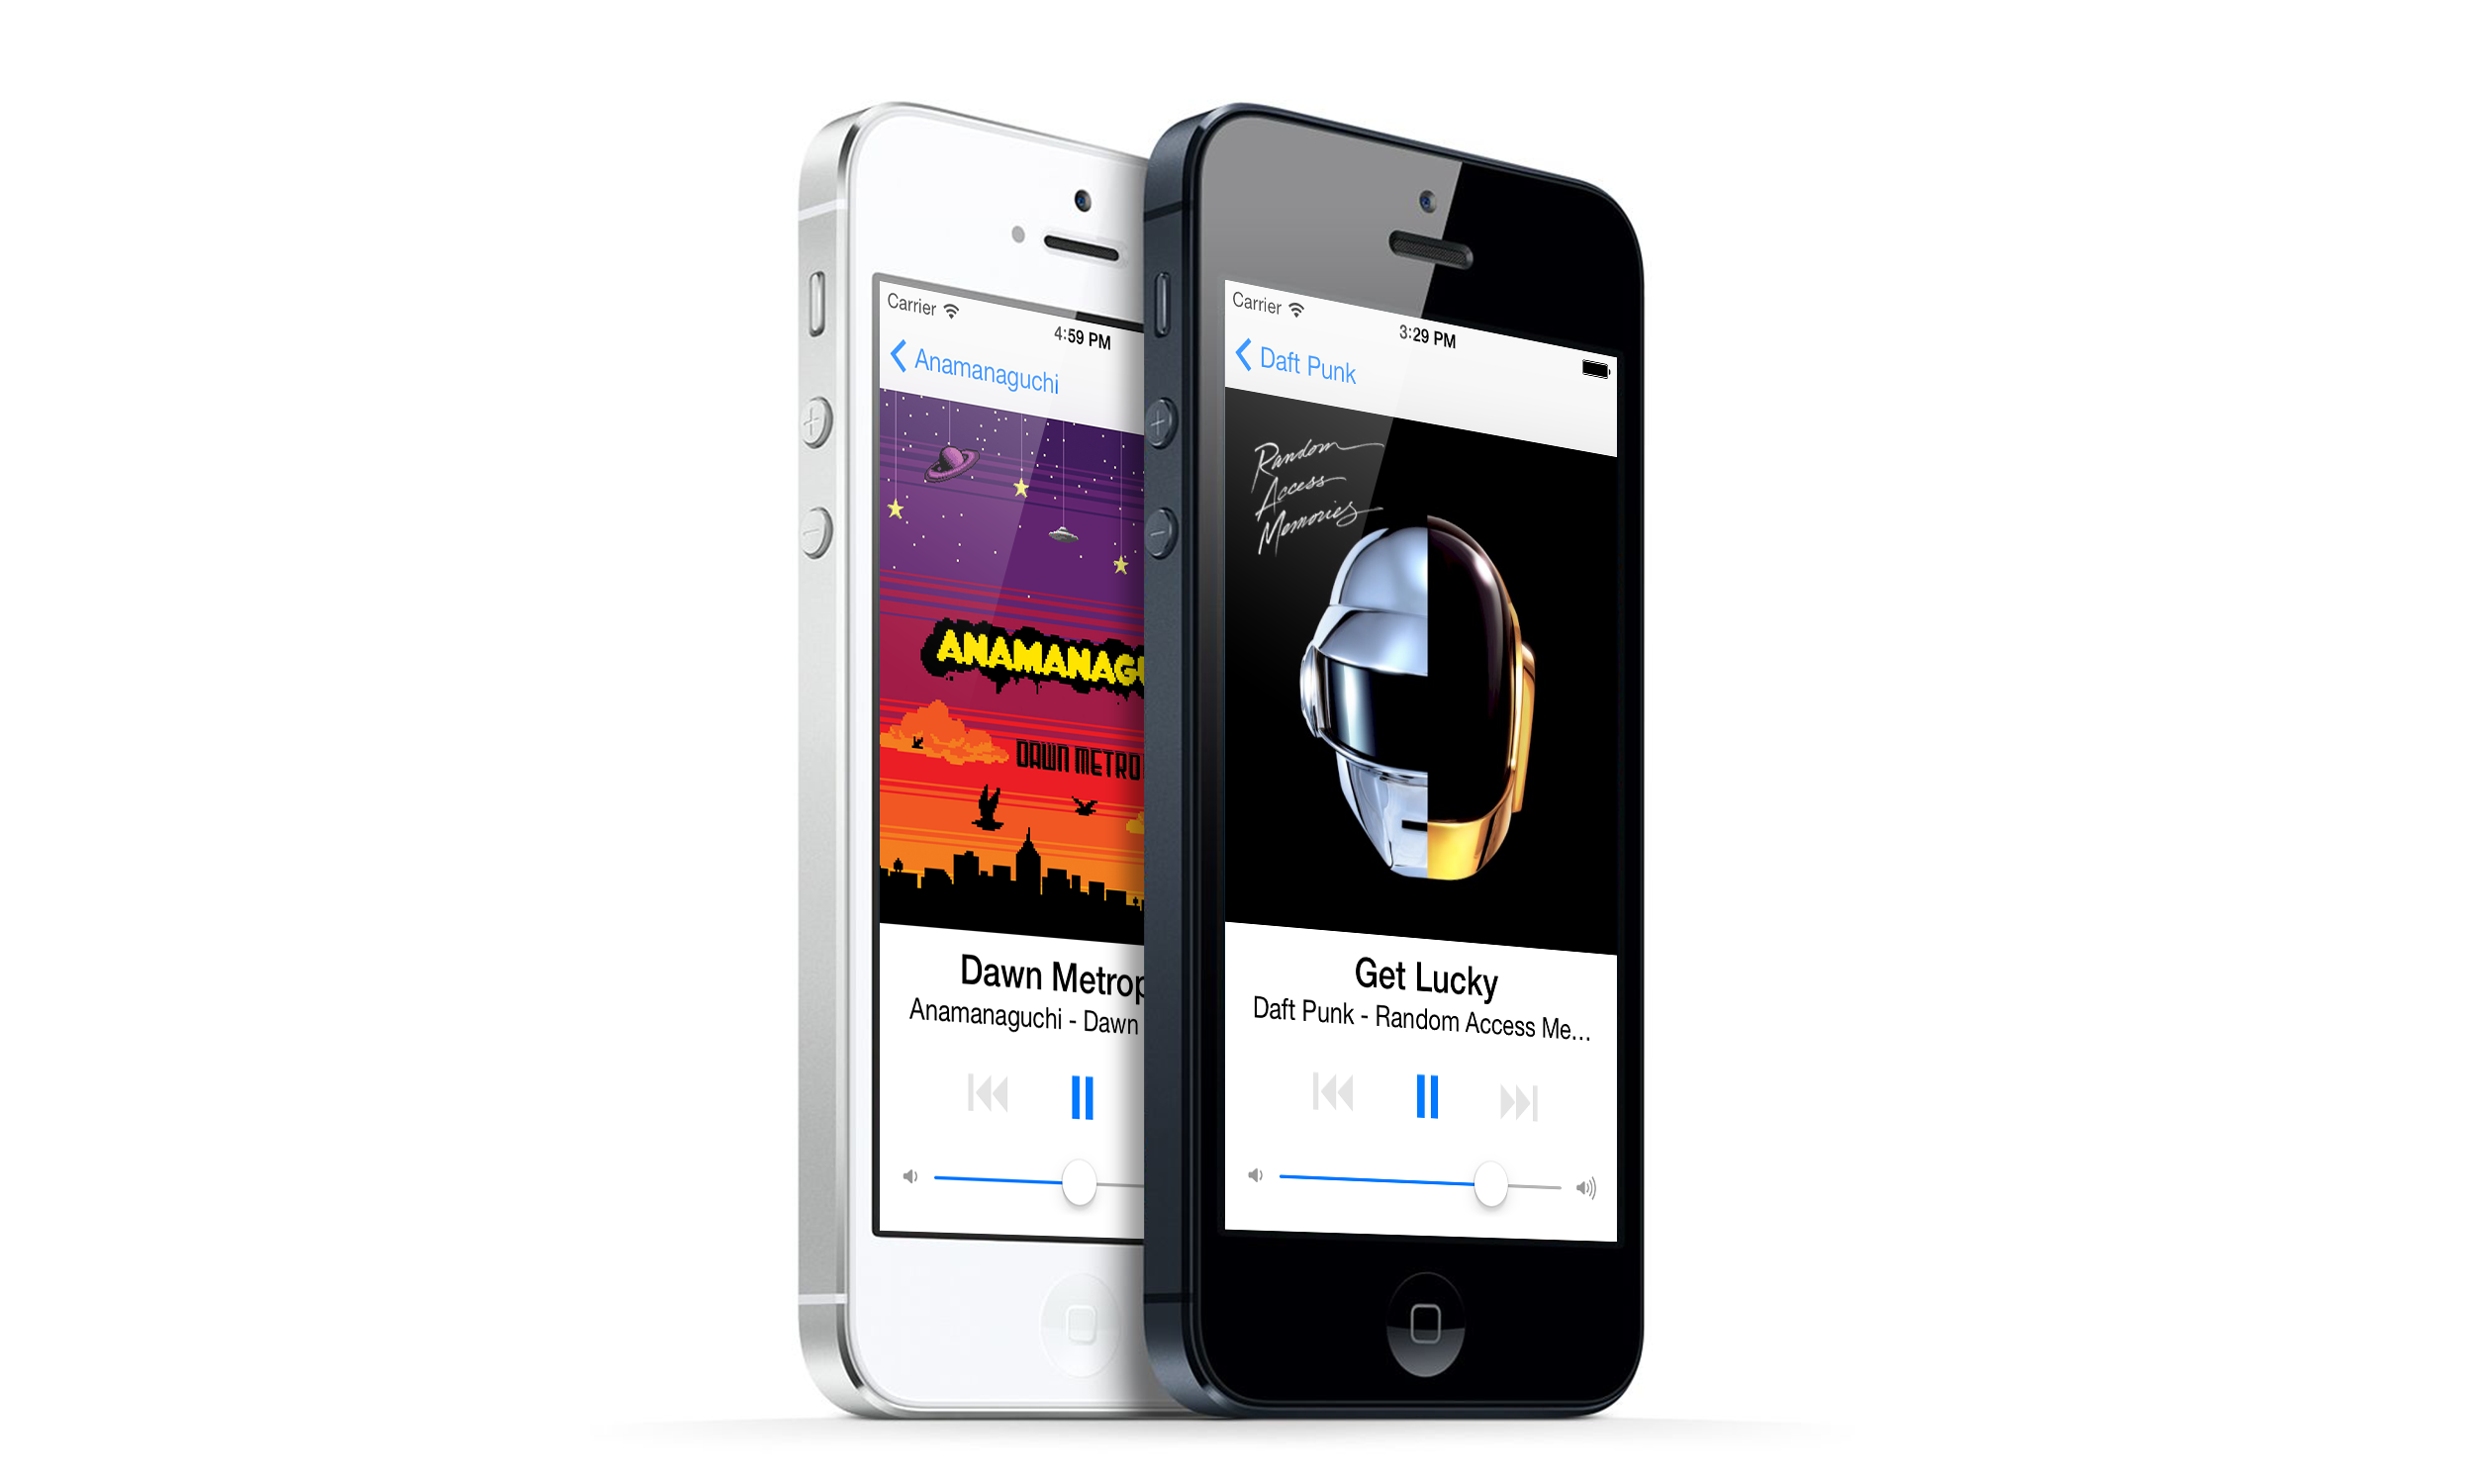 Carrier
4:59 PM
Anamanaguchi
ANAMANAG
DAWN METRO
Dawn Metrop
Anamanaguchi - Dawn
Carrier
3:29 PM
Daft Punk
Random
Access
Memories
Get Lucky
Daft Punk - Random Access Me...